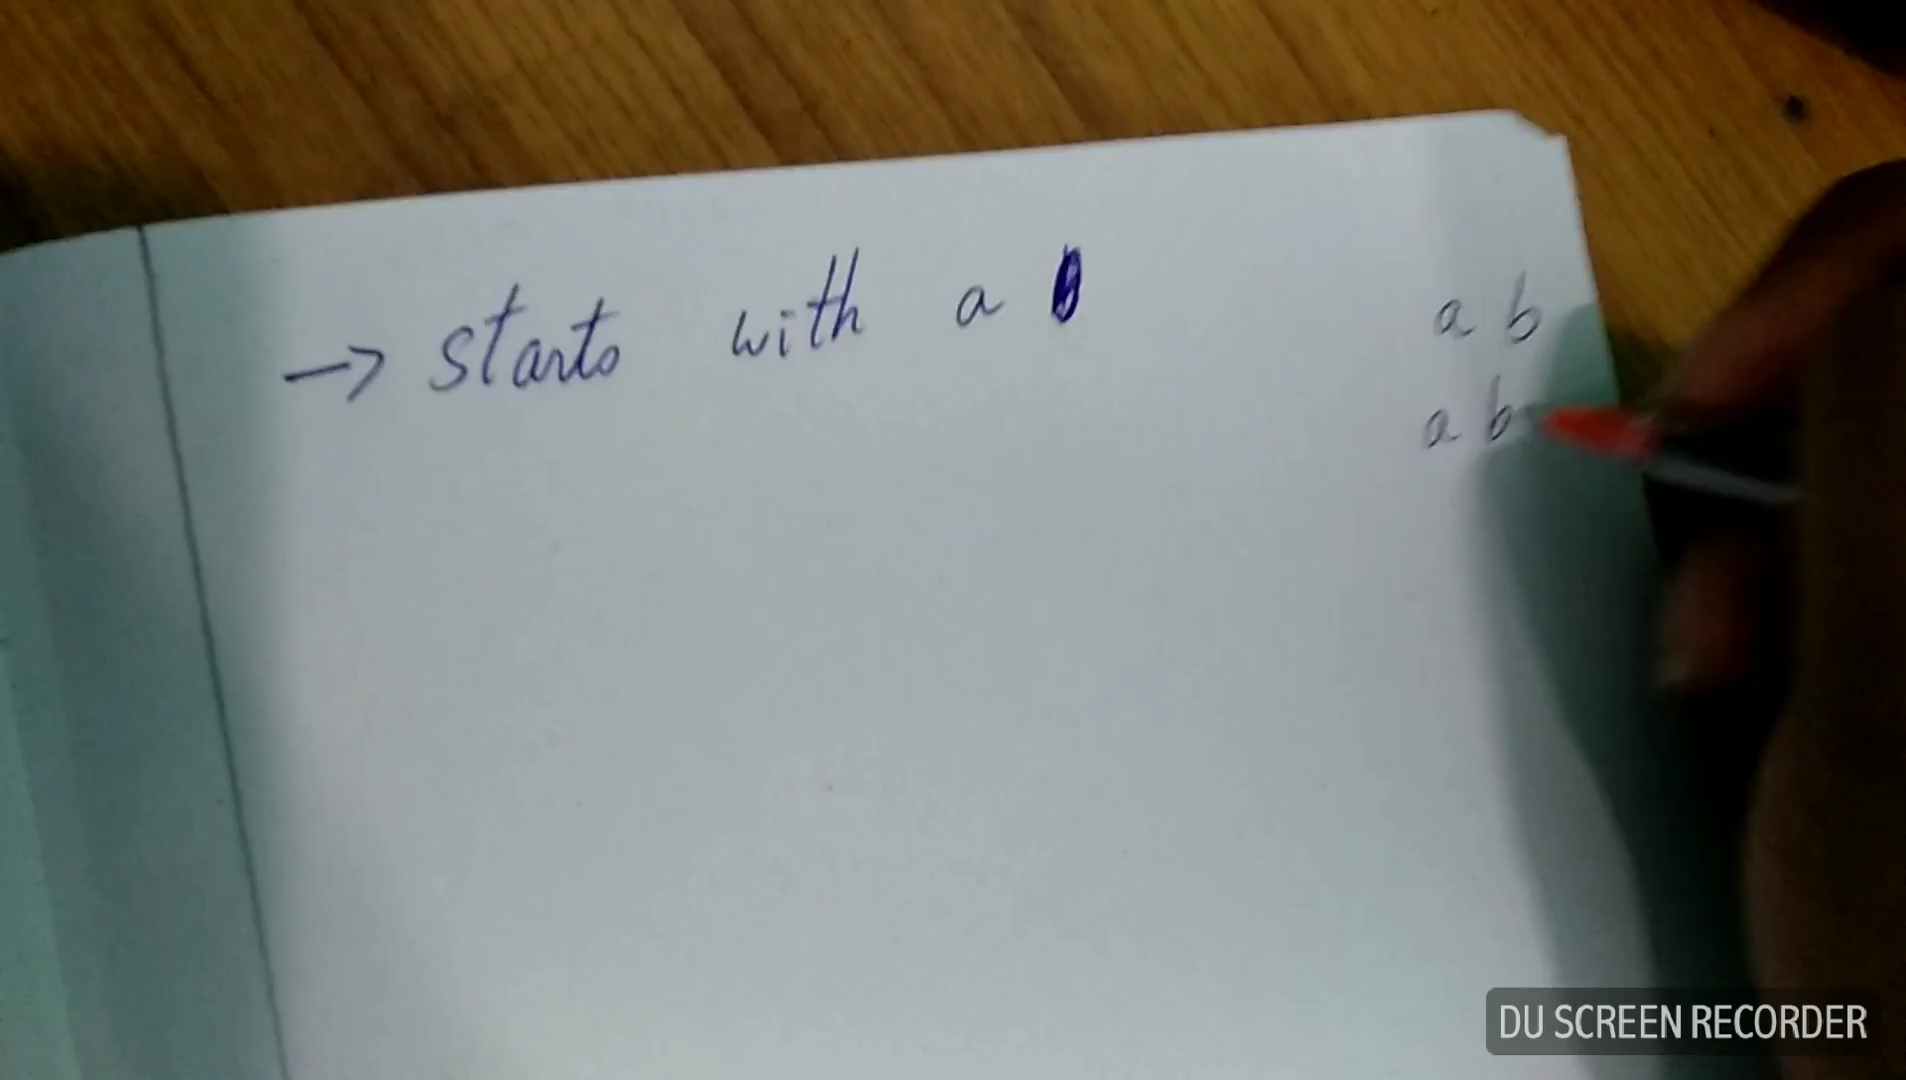 → starts with a
a b
a b
DU SCREEN RECORDER